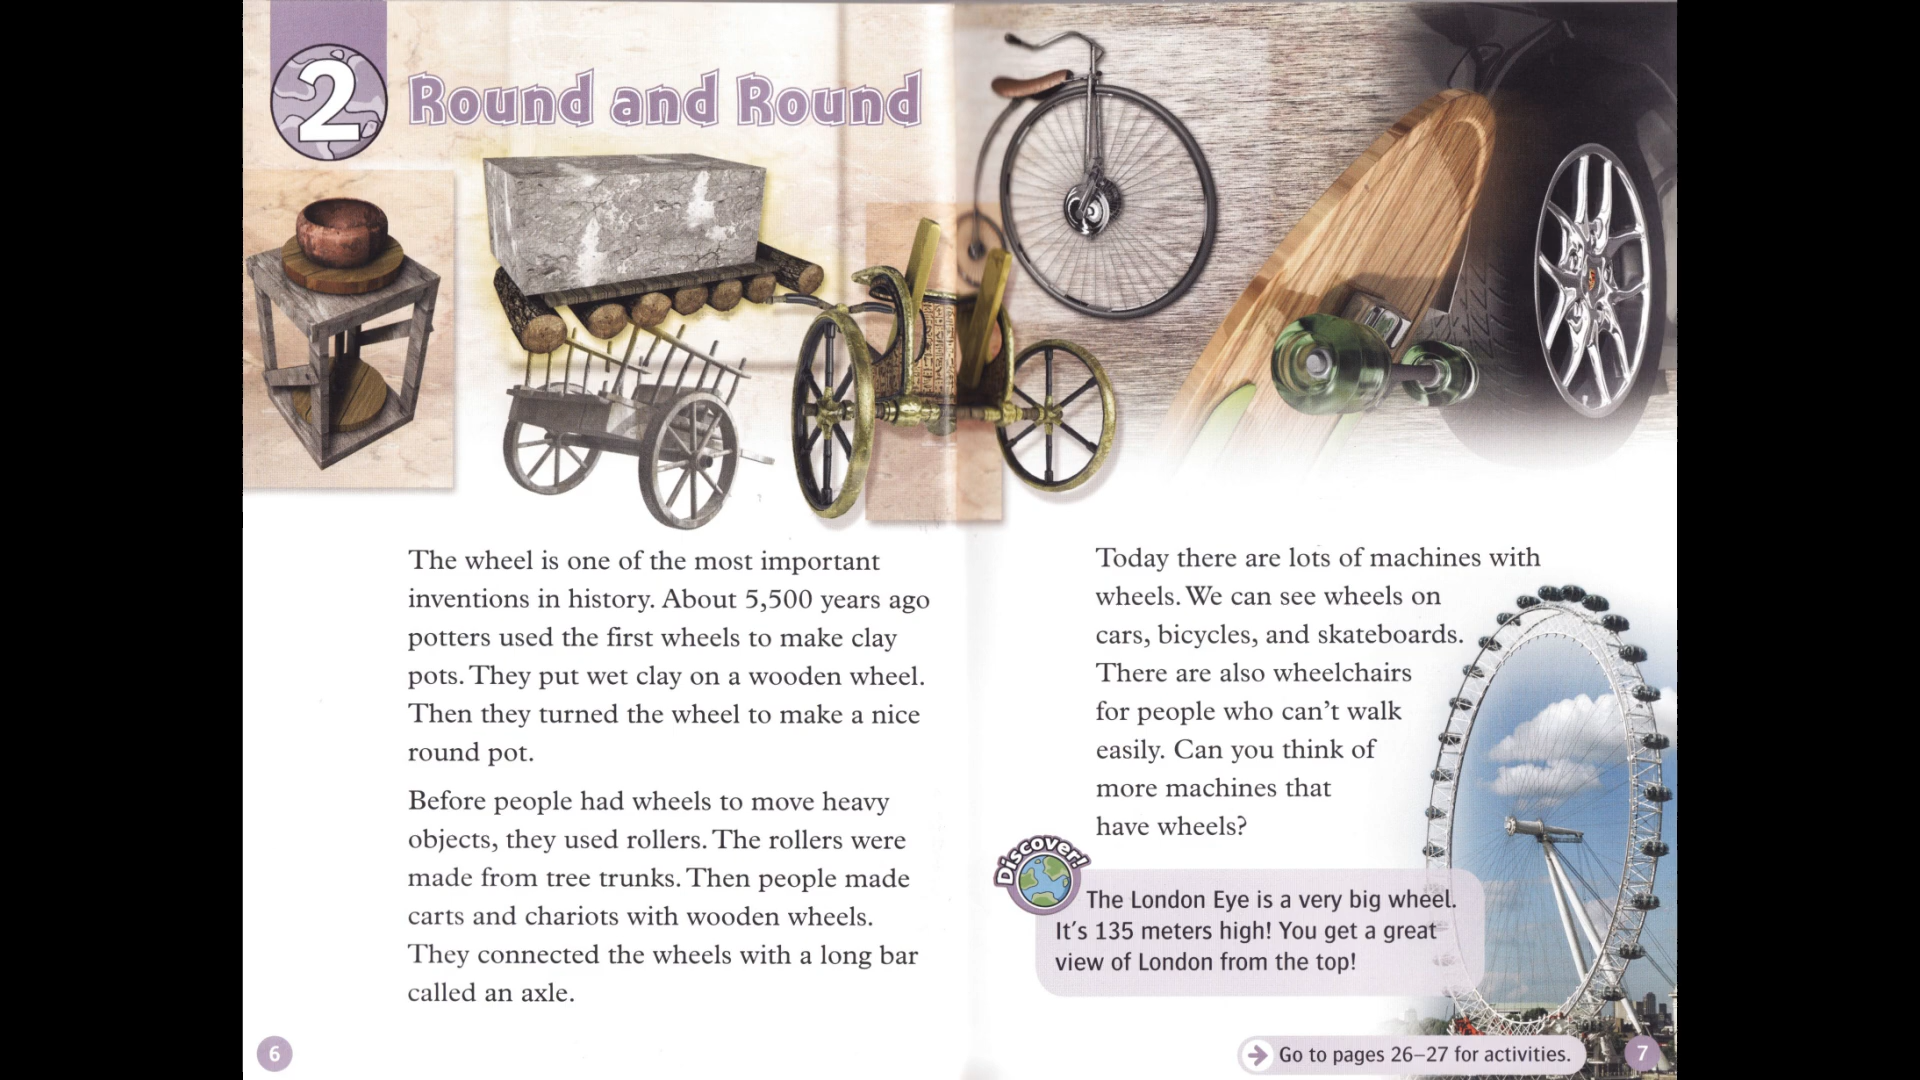 2
Round and Round
The wheel is one of the most important
inventions in history. About 5,500 years ago
potters used the first wheels to make clay
pots. They put wet clay on a wooden wheel.
Then they turned the wheel to make a nice
round pot.
Before people had wheels to move heavy
objects, they used rollers. The rollers were
made from tree trunks. Then people made
carts and chariots with wooden wheels.
They connected the wheels with a long bar
called an axle.
6
Today there are lots of machines with
wheels. We can see wheels on
cars, bicycles, and skateboards.
There are also wheelchairs
for people who can't walk
easily. Can you think of
more machines that
have wheels?
Discover!
The London Eye is a very big wheel.
It's 135 meters high! You get a great
view of London from the top!
Go to pages 26–27 for activities.
7